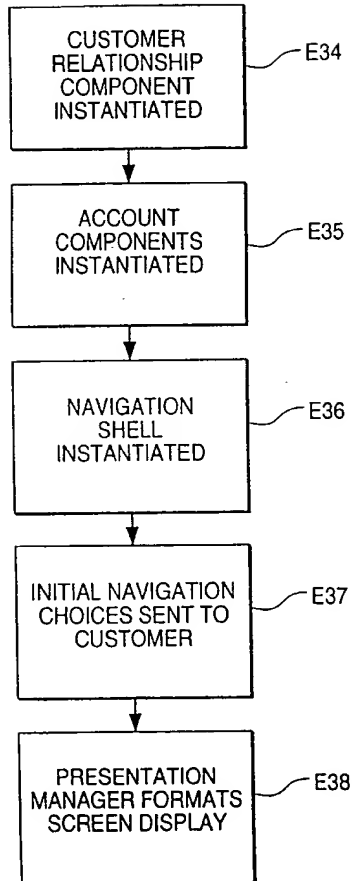 CUSTOMER
RELATIONSHIP
COMPONENT
INSTANTIATED
E34
ACCOUNT
COMPONENTS
INSTANTIATED
E35
NAVIGATION
SHELL
INSTANTIATED
E36
INITIAL NAVIGATION
CHOICES SENT TO
CUSTOMER
E37
PRESENTATION
MANAGER FORMATS
SCREEN DISPLAY
E38